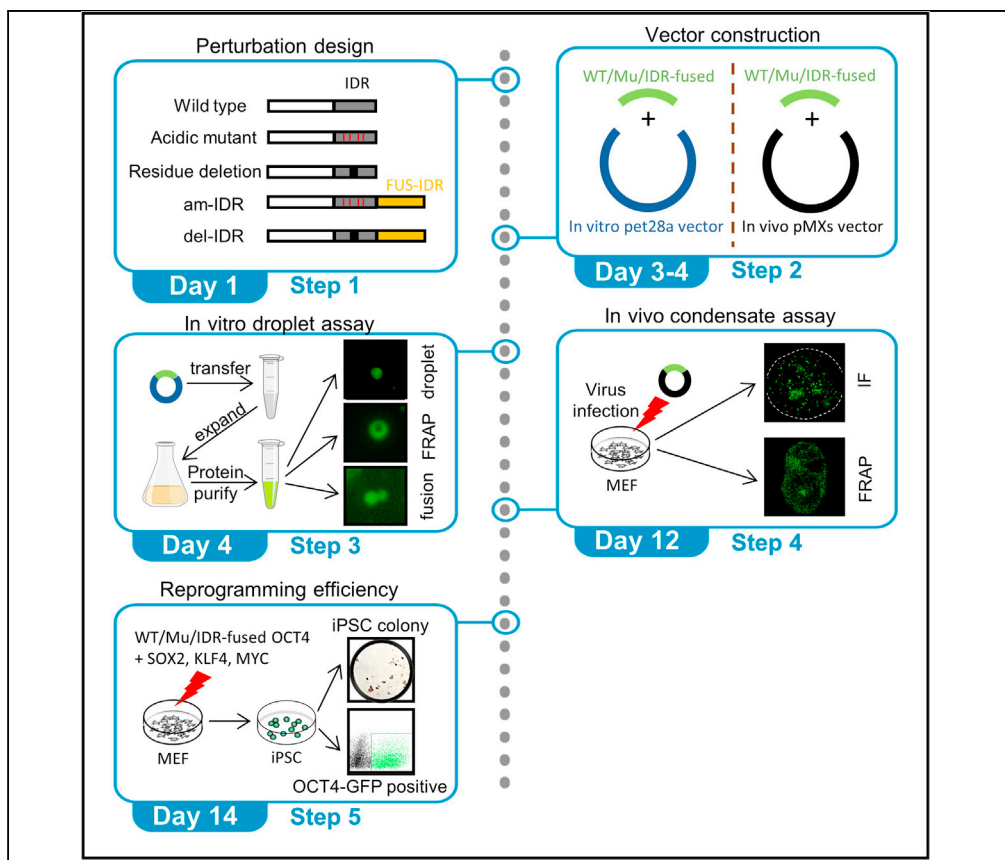 Perturbation design
IDR
Wild type
Acidic mutant
Residue deletion
FUS-IDR
am-IDR
del-IDR
Day 1 Step 1
Vector construction
WT/Mu/IDR-fused WT/Mu/IDR-fused
+ +
In vitro pet28a vector In vivo pMXs vector
Day 3-4 Step 2
In vitro droplet assay
transfer
expand
Protein
purify
droplet
FRAP
fusion
Day 4 Step 3
In vivo condensate assay
Virus
infection
MEF
IF
FRAP
Day 12 Step 4
Reprogramming efficiency
WT/Mu/IDR-fused OCT4
+ SOX2, KLF4, MYC
MEF
iPSC
iPSC colony
OCT4-GFP positive
Day 14 Step 5